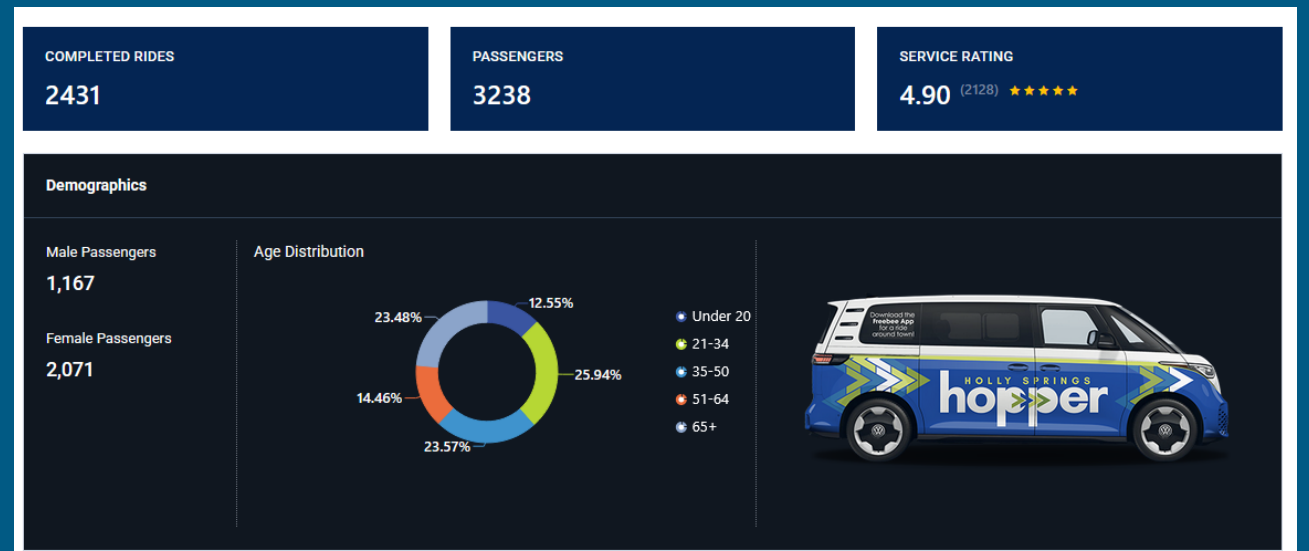 COMPLETED RIDES
2431
PASSENGERS
3238
SERVICE RATING
4.90 (2128)
Demographics
Male Passengers
1,167
Female Passengers
2,071
Age Distribution
12.55%
25.94%
23.57%
14.46%
23.48%
Under 20
21-34
35-50
51-64
65+
Download the
Freebee App
for a ride
around town!
HOLLY SPRINGS
hopper